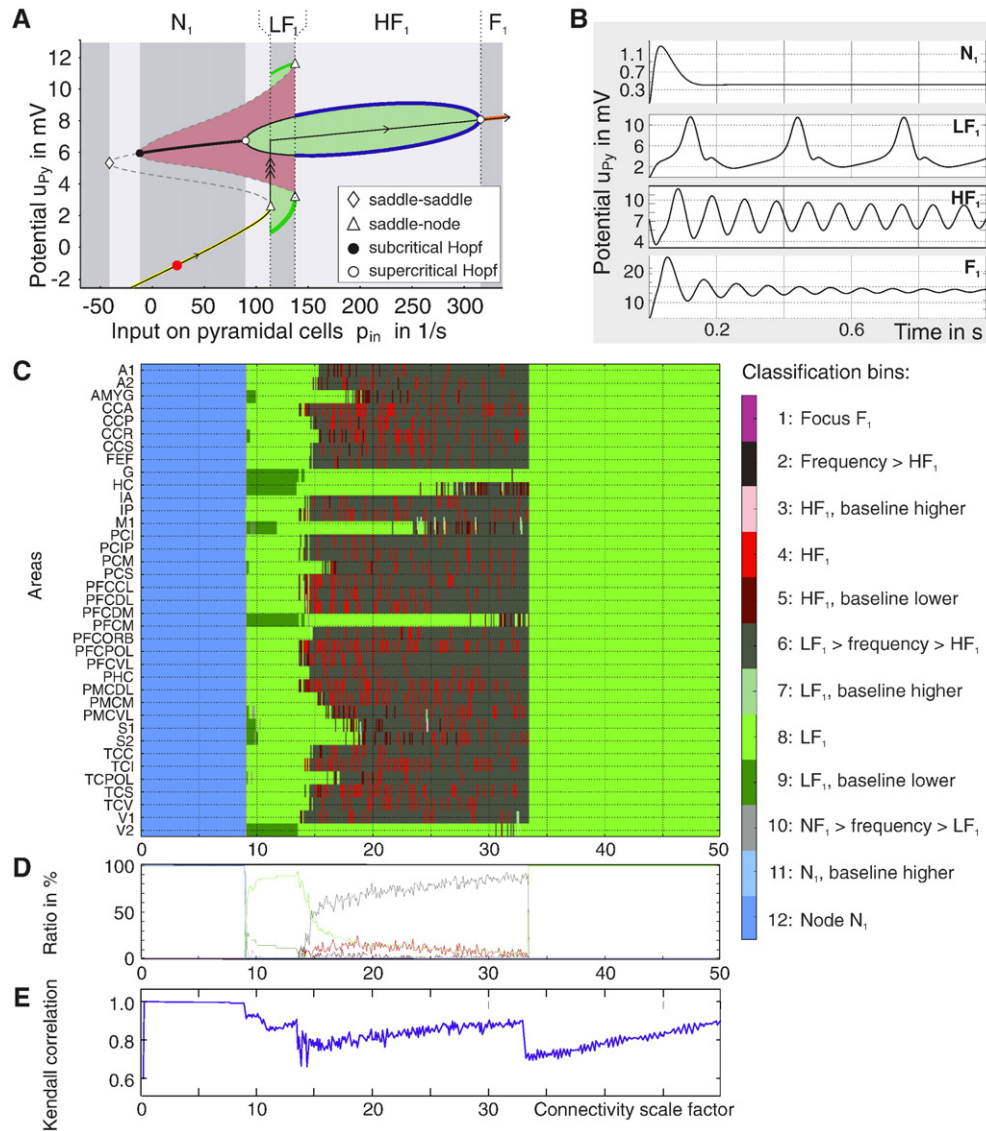 A
N1
LF1
HF1
F1
Potential uPy in mV
12
10
8
6
4
2
0
-2
-50
0
50
100
150
200
250
300
Input on pyramidal cells pin in 1/s
saddle-saddle
saddle-node
subcritical Hopf
supercritical Hopf
B
Potential uPy in mV
1.1
0.7
0.3
N1
10
6
2
LF1
10
7
4
HF1
20
10
F1
0.2
0.6
Time in s
C
Areas
A1
A2
AMYG
CCA
CCP
CCR
CCS
FEF
G
HC
IA
IP
M1
PCI
PCIP
PCM
PCS
PFCCL
PFCDL
PFCDM
PFCM
PFCORB
PFCPOL
PFCVL
PHC
PMCDL
PMCM
PMCVL
S1
S2
TCC
TCI
TCPOL
TCS
TCV
V1
V2
0
10
20
30
40
50
Classification bins:
1: Focus F1
2: Frequency > HF1
3: HF1, baseline higher
4: HF1
5: HF1, baseline lower
6: LF1 > frequency > HF1
7: LF1, baseline higher
8: LF1
9: LF1, baseline lower
10: NF1 > frequency > LF1
11: N1, baseline higher
12: Node N1
D
Ratio in %
100
50
0
0
10
20
30
40
50
E
Kendall correlation
1.0
0.8
0.6
0
10
20
30
Connectivity scale factor
50